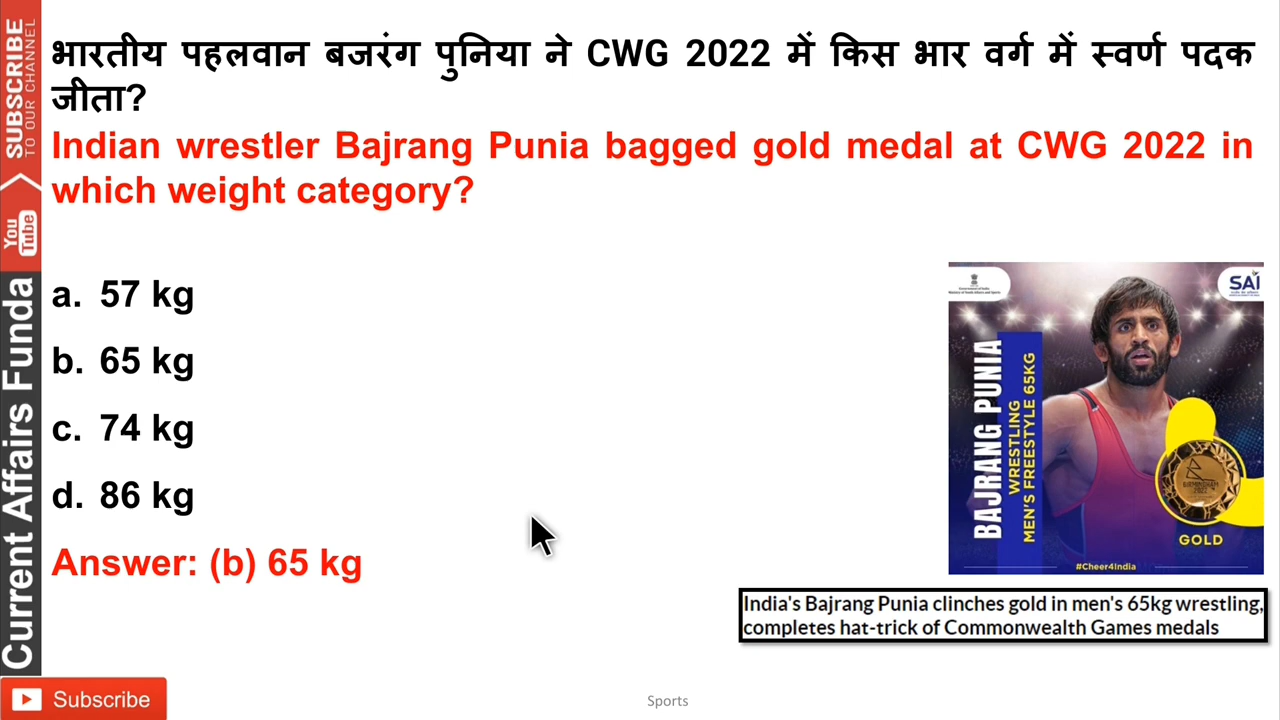 भारतीय पहलवान बजरंग पुनिया ने CWG 2022 में किस भार वर्ग में स्वर्ण पदक
जीता?
Indian wrestler Bajrang Punia bagged gold medal at CWG 2022 in
which weight category?
a. 57 kg
b. 65 kg
c. 74 kg
d. 86 kg
Answer: (b) 65 kg
SAI
BAJRANG PUNIA
WRESTLING
MEN'S FREESTYLE 65KG
GOLD
#Cheer4India
India's Bajrang Punia clinches gold in men's 65kg wrestling,
completes hat-trick of Commonwealth Games medals
SUBSCRIBE
TO OUR CHANNEL
You
Tube
Current Affairs Funda
Subscribe
Sports